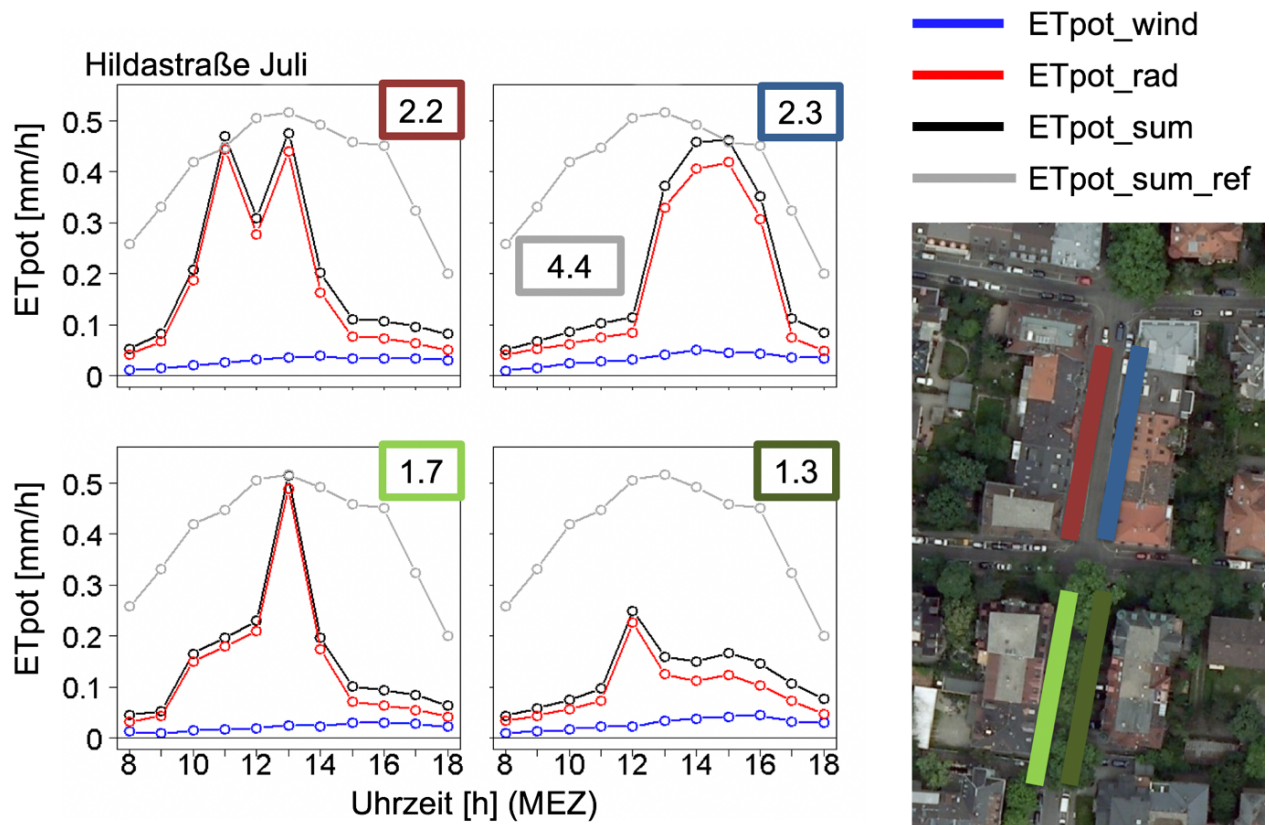 Hildastraße Juli
ETpot [mm/h]
0.5
0.4
0.3
0.2
0.1
0
2.2
2.3
4.4
ETpot [mm/h]
0.5
0.4
0.3
0.2
0.1
0
1.7
1.3
8 10 12 14 16 18 8 10 12 14 16 18
Uhrzeit [h] (MEZ)
ETpot_wind
ETpot_rad
ETpot_sum
ETpot_sum_ref